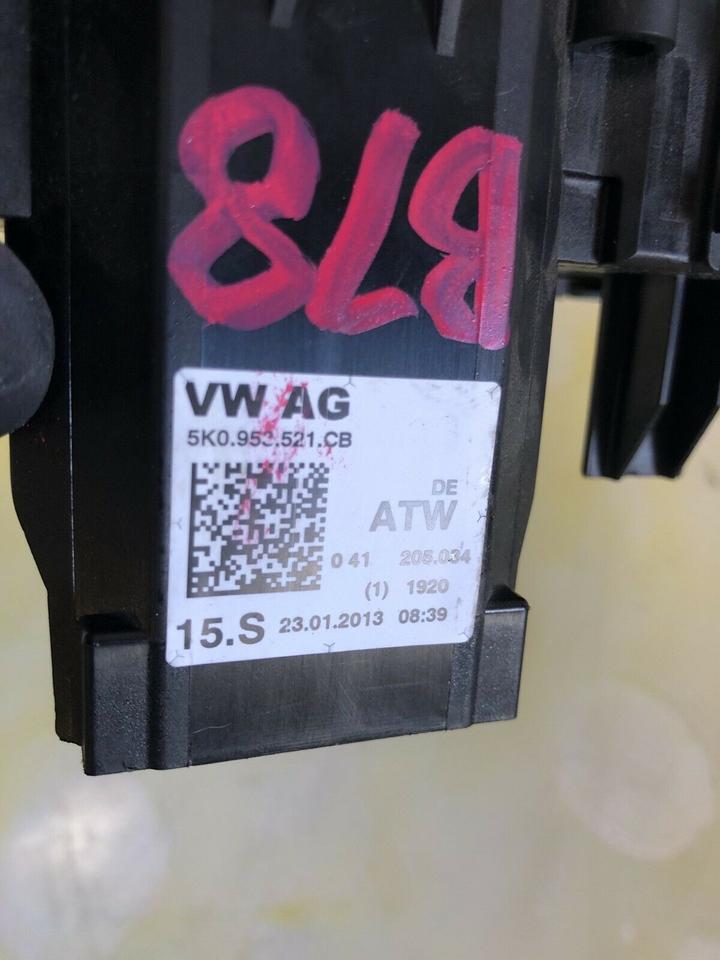 B78
VW AG
5K0.953.521.CB
DE
ATW
0 41 205.034
(1) 1920
15.S 23.01.2013 08:39